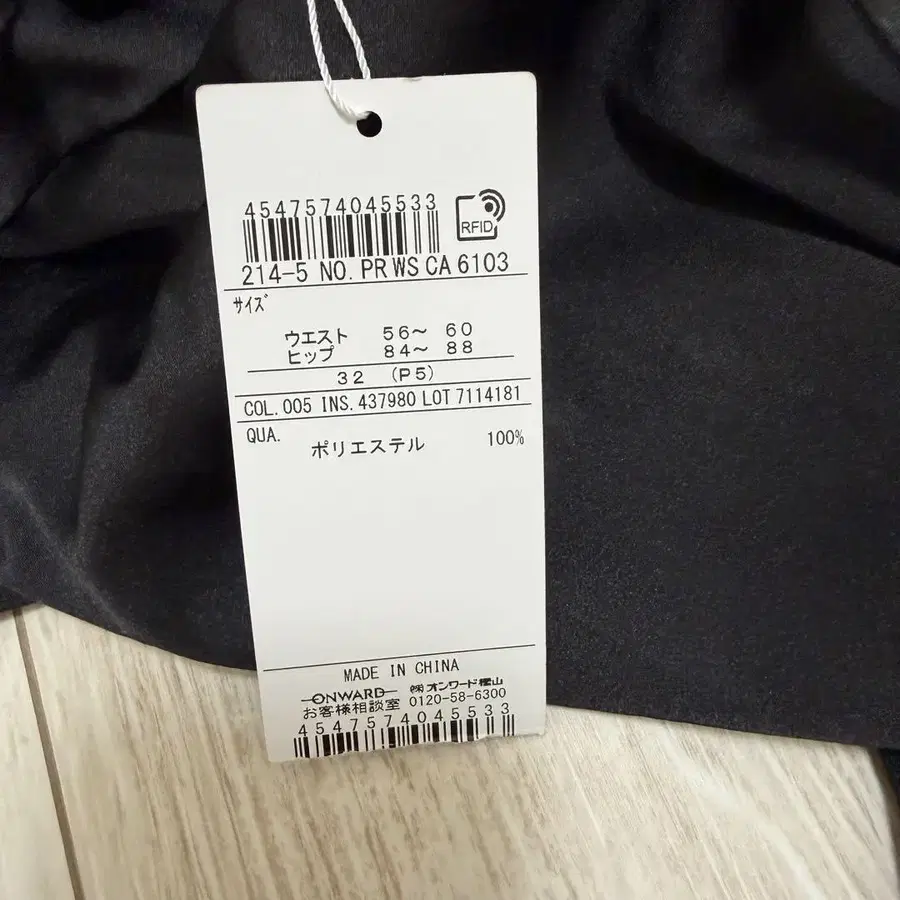 4547574045533
RFID
214-5 NO. PR WS CA 6103
サイズ
ウエスト 56～ 60
ヒップ 84～ 88
32 (P5)
COL. 005 INS. 437980 LOT 7114181
QUA.
ポリエステル 100%
MADE IN CHINA
ONWARD ㈱オンワード樫山
お客様相談室 0120-58-6300
4547574045533